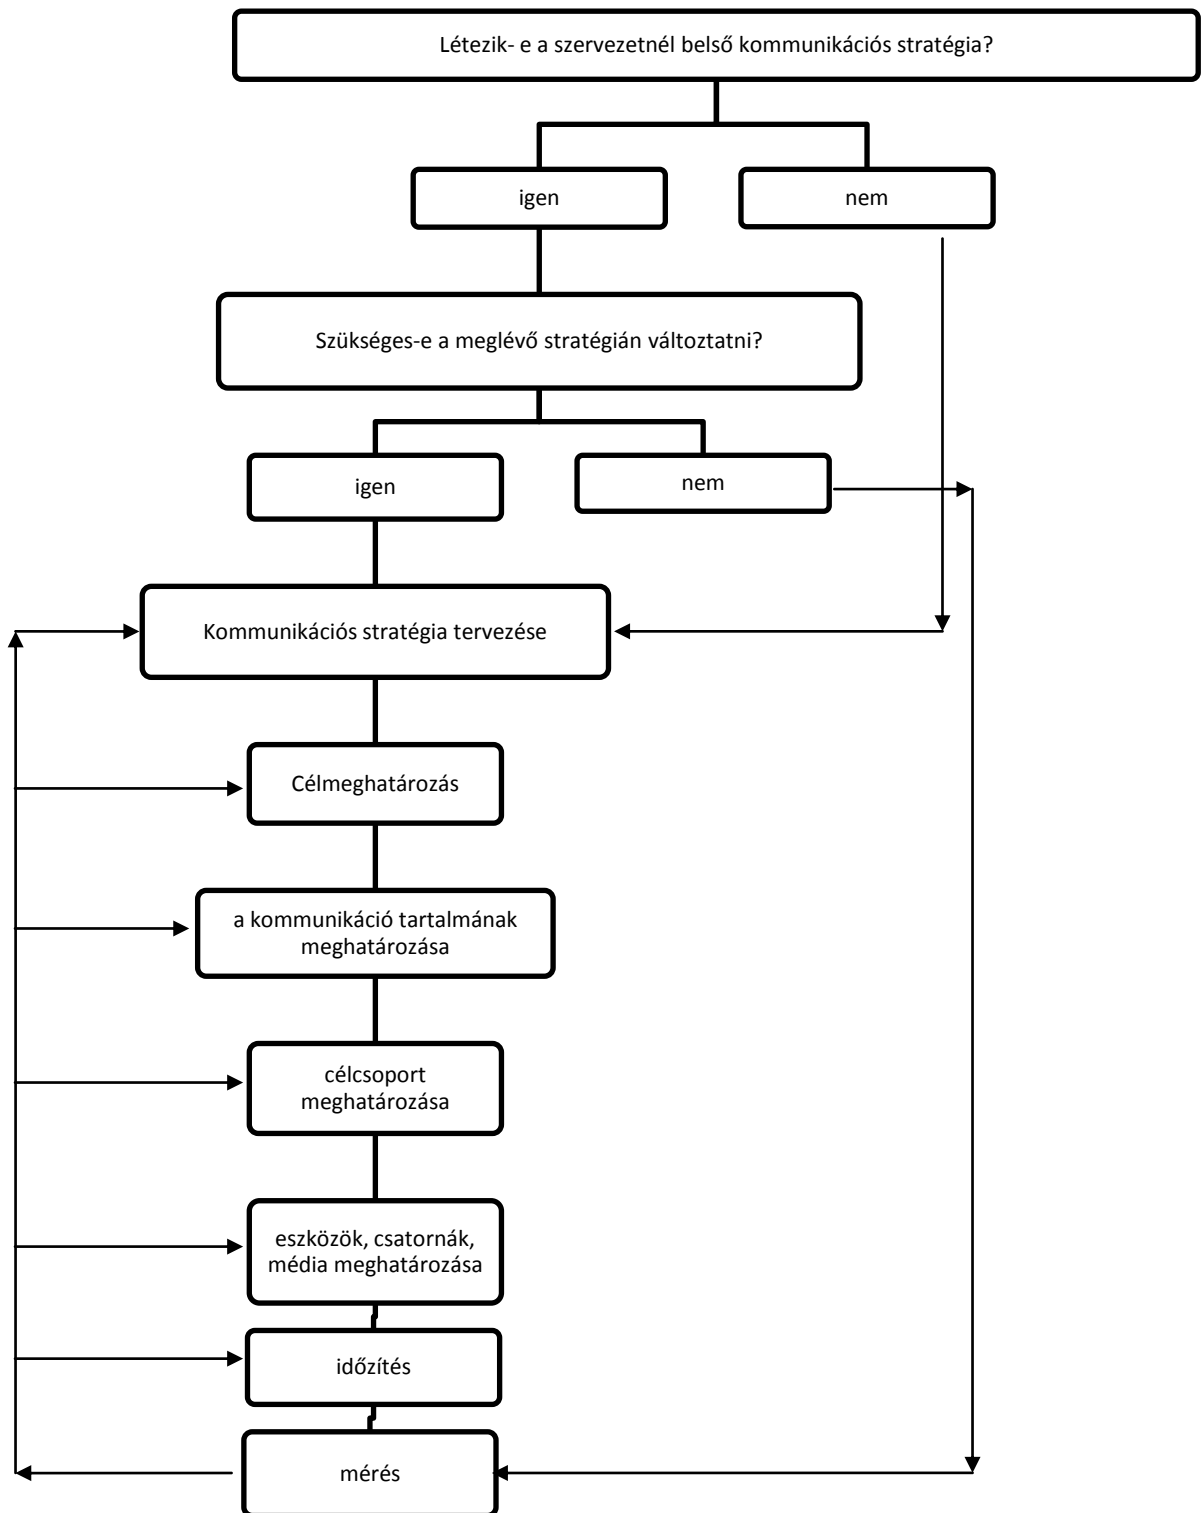 Létezik- e a szervezetnél belső kommunikációs stratégia?
igen
nem
Szükséges-e a meglévő stratégián változtatni?
igen
nem
Kommunikációs stratégia tervezése
Célmeghatározás
a kommunikáció tartalmának
meghatározása
célcsoport
meghatározása
eszközök, csatornák,
média meghatározása
időzítés
mérés